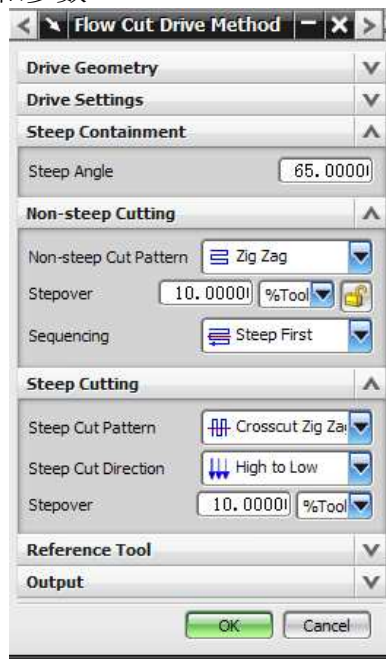 Flow Cut Drive Method
Drive Geometry
Drive Settings
Steep Containment
Steep Angle 65.0000
Non-steep Cutting
Non-steep Cut Pattern Zig Zag
Stepover 10.0000 %Tool
Sequencing Steep First
Steep Cutting
Steep Cut Pattern Crosscut Zig Za
Steep Cut Direction High to Low
Stepover 10.0000 %Tool
Reference Tool
Output
OK Cancel